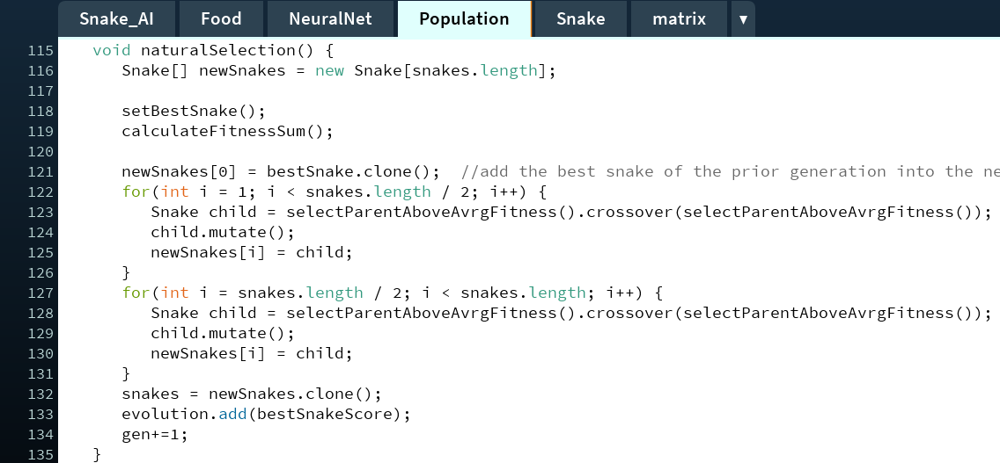 Snake_AI Food NeuralNet Population Snake matrix ▼
115 void naturalSelection() {
116 Snake[] newSnakes = new Snake[snakes.length];
117
118 setBestSnake();
119 calculateFitnessSum();
120
121 newSnakes[0] = bestSnake.clone();  //add the best snake of the prior generation into the ne
122 for(int i = 1; i < snakes.length / 2; i++) {
123 Snake child = selectParentAboveAvrgFitness().crossover(selectParentAboveAvrgFitness());
124 child.mutate();
125 newSnakes[i] = child;
126 }
127 for(int i = snakes.length / 2; i < snakes.length; i++) {
128 Snake child = selectParentAboveAvrgFitness().crossover(selectParentAboveAvrgFitness());
129 child.mutate();
130 newSnakes[i] = child;
131 }
132 snakes = newSnakes.clone();
133 evolution.add(bestSnakeScore);
134 gen+=1;
135 }